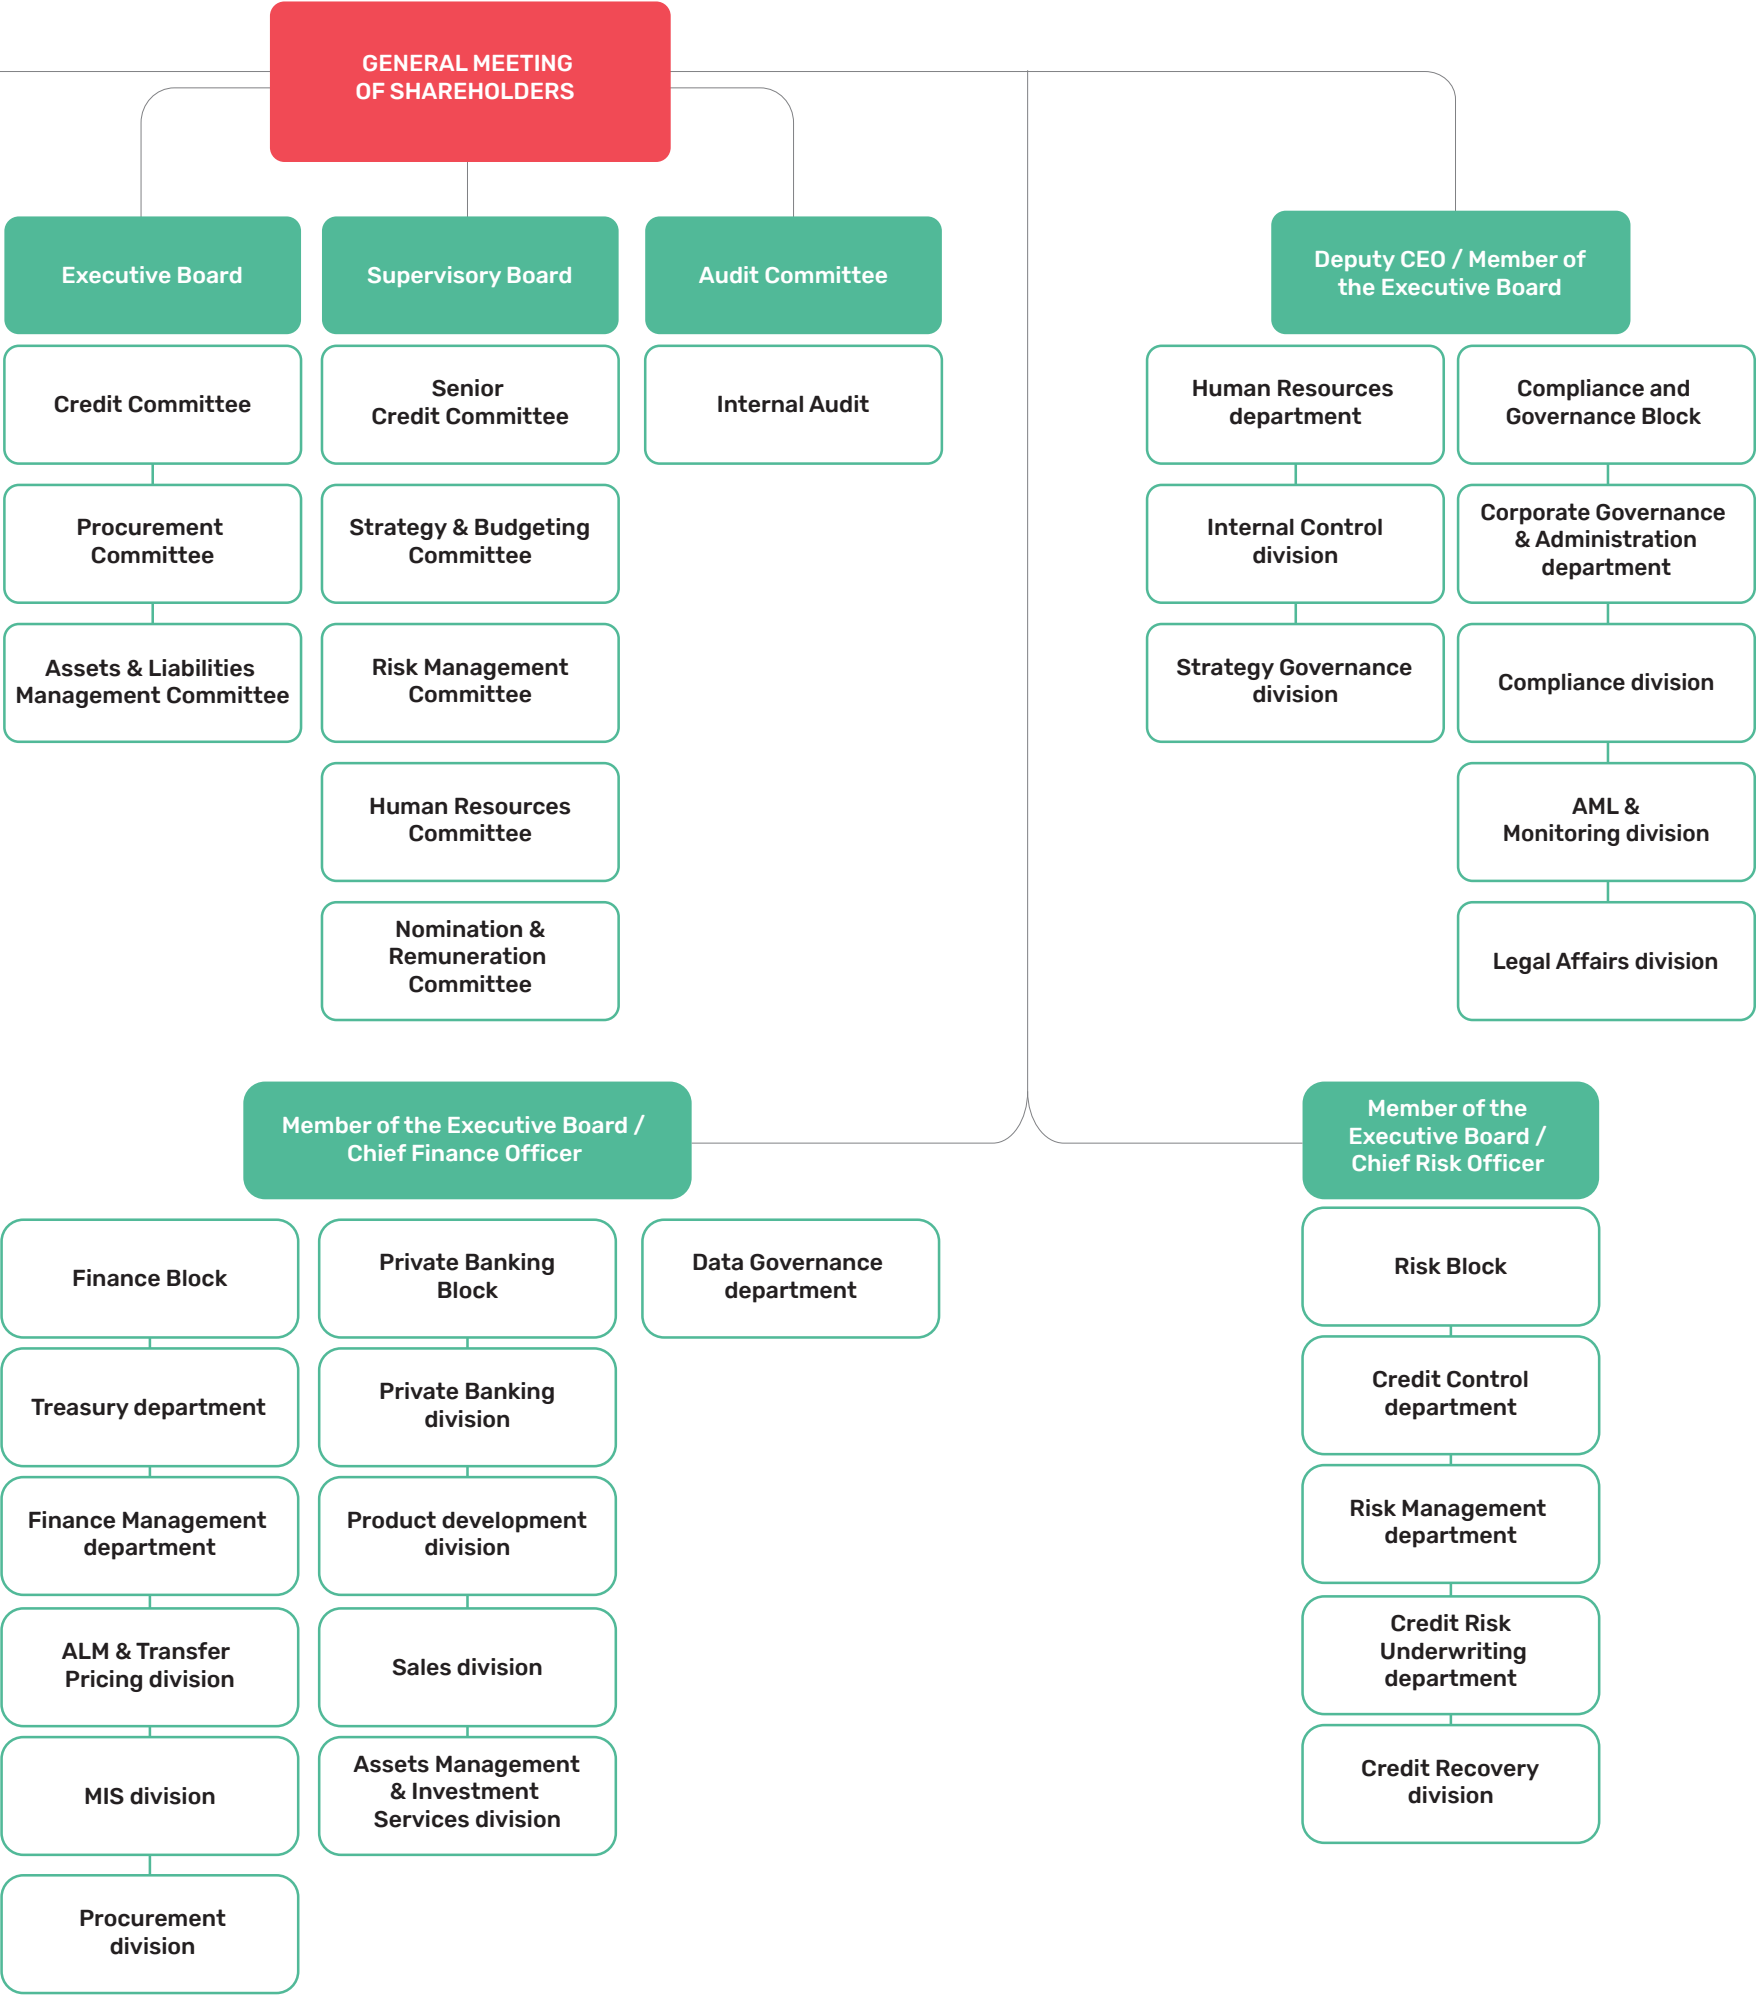 GENERAL MEETING
OF SHAREHOLDERS
Executive Board
Credit Committee
Procurement
Committee
Assets & Liabilities
Management Committee
Supervisory Board
Senior
Credit Committee
Strategy & Budgeting
Committee
Risk Management
Committee
Human Resources
Committee
Nomination &
Remuneration
Committee
Audit Committee
Internal Audit
Deputy CEO / Member of
the Executive Board
Human Resources
department
Internal Control
division
Strategy Governance
division
Compliance and
Governance Block
Corporate Governance
& Administration
department
Compliance division
AML &
Monitoring division
Legal Affairs division
Member of the Executive Board /
Chief Finance Officer
Finance Block
Treasury department
Finance Management
department
ALM & Transfer
Pricing division
MIS division
Procurement
division
Private Banking
Block
Private Banking
division
Product development
division
Sales division
Assets Management
& Investment
Services division
Data Governance
department
Member of the
Executive Board /
Chief Risk Officer
Risk Block
Credit Control
department
Risk Management
department
Credit Risk
Underwriting
department
Credit Recovery
division